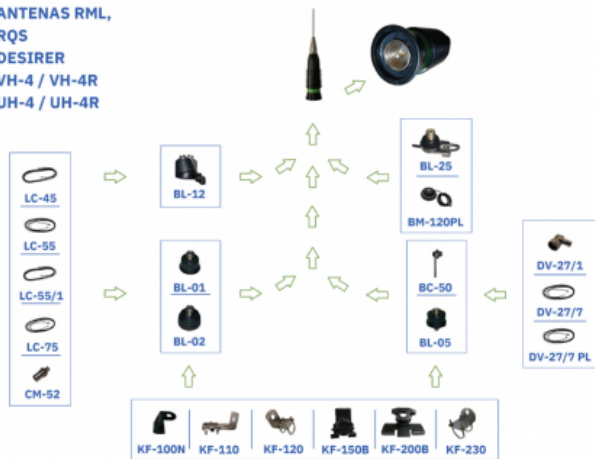 ANTENAS RML,
RQS
DESIRER
VH-4 / VH-4R
UH-4 / UH-4R
LC-45
LC-55
LC-55/1
LC-75
CM-52
BL-12
BL-01
BL-02
BL-25
BM-120PL
BC-50
BL-05
DV-27/1
DV-27/7
DV-27/7 PL
KF-100N
KF-110
KF-120
KF-150B
KF-200B
KF-230